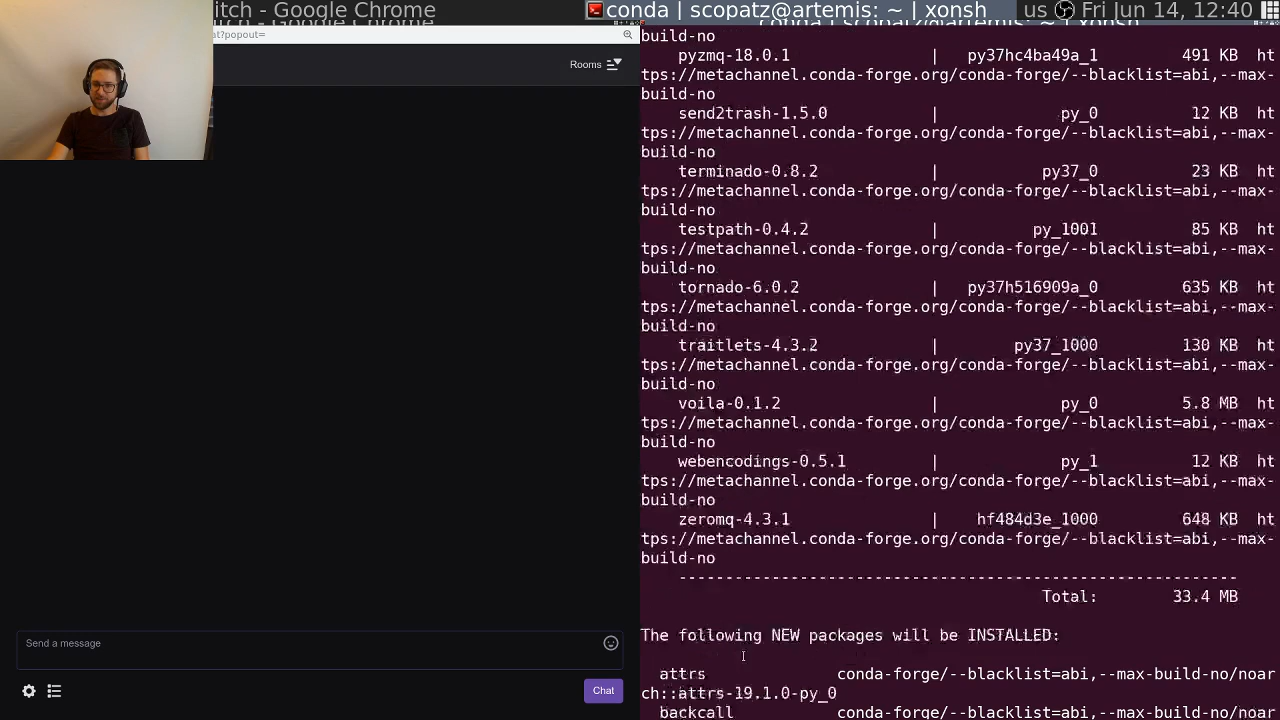 itch - Google Chrome
conda | scopatz@artemis: ~ | xonsh
us
Fri Jun 14, 12:40
at?popout=
Rooms
Send a message
Chat
build-no
pyzmq-18.0.1 | py37hc4ba49a_1 491 KB ht
tps://metachannel.conda-forge.org/conda-forge/--blacklist=abi,--max-
build-no
send2trash-1.5.0 | py_0 12 KB ht
tps://metachannel.conda-forge.org/conda-forge/--blacklist=abi,--max-
build-no
terminado-0.8.2 | py37_0 23 KB ht
tps://metachannel.conda-forge.org/conda-forge/--blacklist=abi,--max-
build-no
testpath-0.4.2 | py_1001 85 KB ht
tps://metachannel.conda-forge.org/conda-forge/--blacklist=abi,--max-
build-no
tornado-6.0.2 | py37h516909a_0 635 KB ht
tps://metachannel.conda-forge.org/conda-forge/--blacklist=abi,--max-
build-no
traitlets-4.3.2 | py37_1000 130 KB ht
tps://metachannel.conda-forge.org/conda-forge/--blacklist=abi,--max-
build-no
voila-0.1.2 | py_0 5.8 MB ht
tps://metachannel.conda-forge.org/conda-forge/--blacklist=abi,--max-
build-no
webencodings-0.5.1 | py_1 12 KB ht
tps://metachannel.conda-forge.org/conda-forge/--blacklist=abi,--max-
build-no
zeromq-4.3.1 | hf484d3e_1000 648 KB ht
tps://metachannel.conda-forge.org/conda-forge/--blacklist=abi,--max-
build-no
------------------------------------------------------------
Total: 33.4 MB
The following NEW packages will be INSTALLED:
attrs conda-forge/--blacklist=abi,--max-build-no/noar
ch::attrs-19.1.0-py_0
backcall conda-forge/--blacklist=abi,--max-build-no/noar